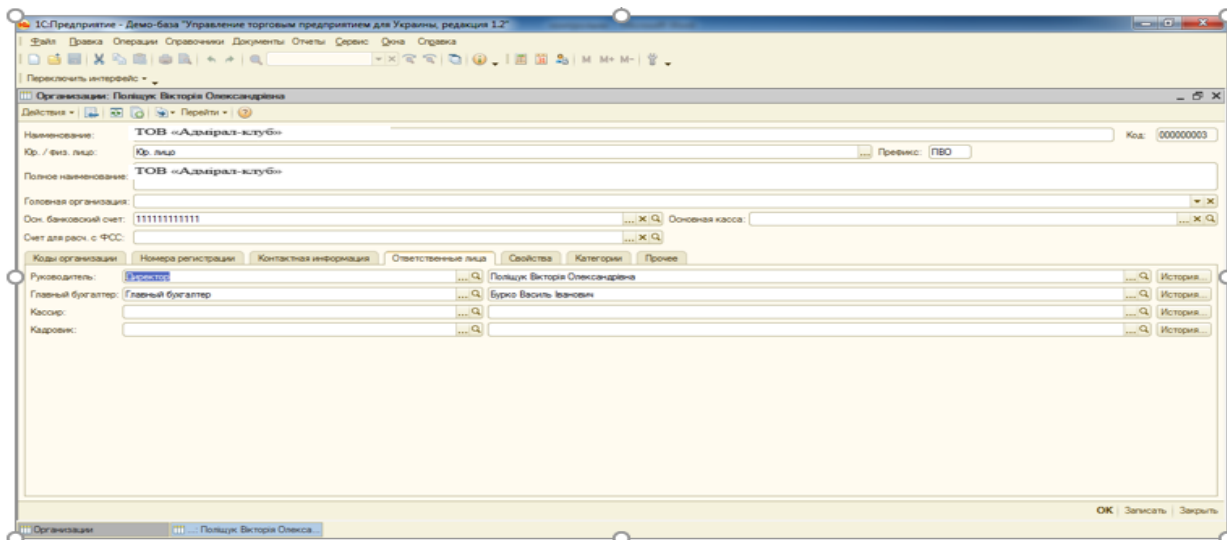 1С:Предприятие - Демо-база "Управление торговым предприятием для Украины, редакция 1.2"
Файл Правка Операции Справочники Документы Отчеты Сервис Окна Справка
M M+ M-
Переключить интерфейс
Организации: Поліщук Вікторія Олександрівна
Действия Перейти
Наименование: ТОВ «Адмірал-клуб» Код: 000000003
Юр. / физ. лицо: Юр. лицо ... Префикс: ПВО
Полное наименование: ТОВ «Адмірал-клуб»
Головная организация:
Осн. банковский счет: 111111111111 ... Основная касса: ...
Счет для расч. с ФСС: ...
Коды организации Номера регистрации Контактная информация Ответственные лица Свойства Категории Прочее
Руководитель: Директор ... Поліщук Вікторія Олександрівна ... История...
Главный бухгалтер: Главный бухгалтер ... Бурко Василь Іванович ... История...
Кассир: ... ... История...
Кадровик: ... ... История...
OK Записать Закрыть
Организации ...: Поліщук Вікторія Олекса...